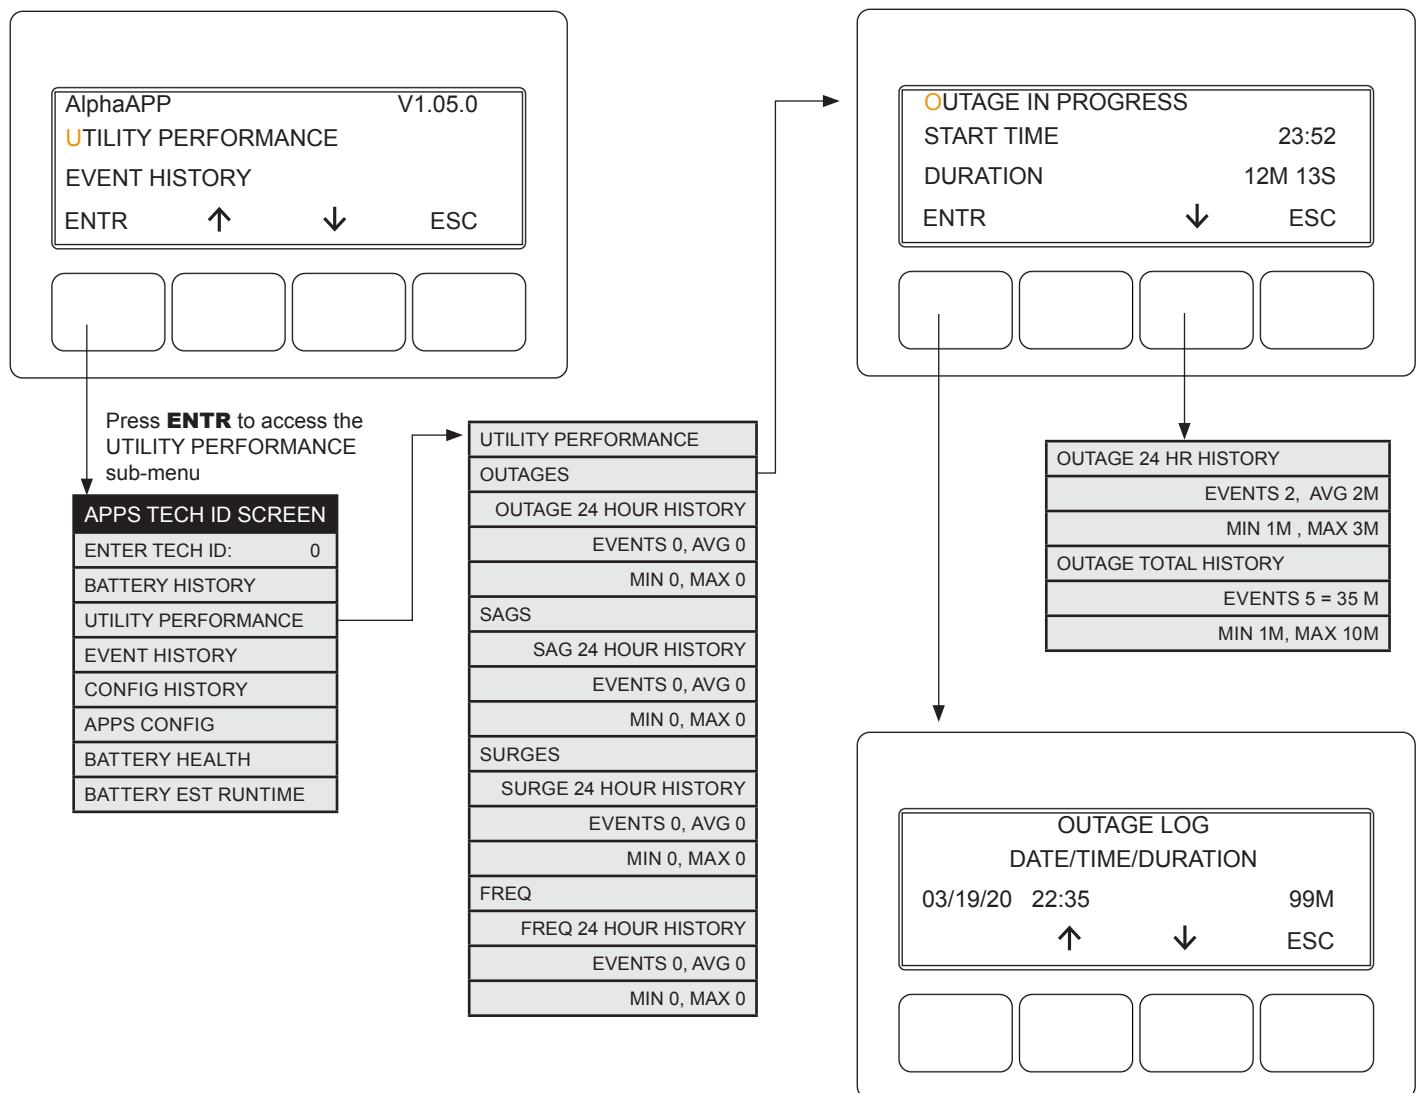 AlphaAPP V1.05.0
UTILITY PERFORMANCE
EVENT HISTORY
ENTR ↑ ↓ ESC
Press ENTR to access the
UTILITY PERFORMANCE
sub-menu
APPS TECH ID SCREEN
ENTER TECH ID: 0
BATTERY HISTORY
UTILITY PERFORMANCE
EVENT HISTORY
CONFIG HISTORY
APPS CONFIG
BATTERY HEALTH
BATTERY EST RUNTIME
UTILITY PERFORMANCE
OUTAGES
OUTAGE 24 HOUR HISTORY
EVENTS 0, AVG 0
MIN 0, MAX 0
SAGS
SAG 24 HOUR HISTORY
EVENTS 0, AVG 0
MIN 0, MAX 0
SURGES
SURGE 24 HOUR HISTORY
EVENTS 0, AVG 0
MIN 0, MAX 0
FREQ
FREQ 24 HOUR HISTORY
EVENTS 0, AVG 0
MIN 0, MAX 0
OUTAGE IN PROGRESS
START TIME 23:52
DURATION 12M 13S
ENTR ↓ ESC
OUTAGE 24 HR HISTORY
EVENTS 2, AVG 2M
MIN 1M , MAX 3M
OUTAGE TOTAL HISTORY
EVENTS 5 = 35 M
MIN 1M, MAX 10M
OUTAGE LOG
DATE/TIME/DURATION
03/19/20 22:35 99M
↑ ↓ ESC